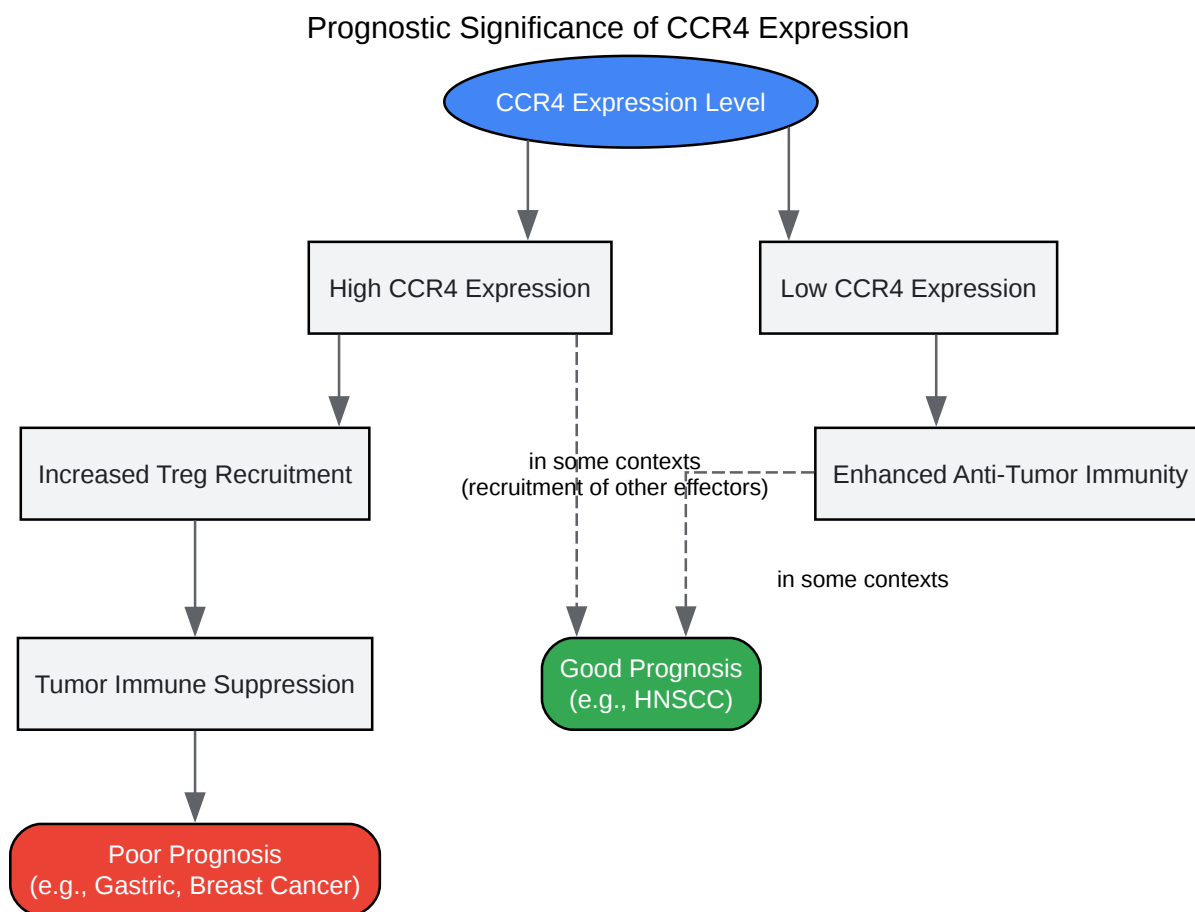 Prognostic Significance of CCR4 Expression
CCR4 Expression Level
High CCR4 Expression
Low CCR4 Expression
Increased Treg Recruitment
in some contexts
(recruitment of other effectors)
Enhanced Anti-Tumor Immunity
in some contexts
Tumor Immune Suppression
Good Prognosis
(e.g., HNSCC)
Poor Prognosis
(e.g., Gastric, Breast Cancer)